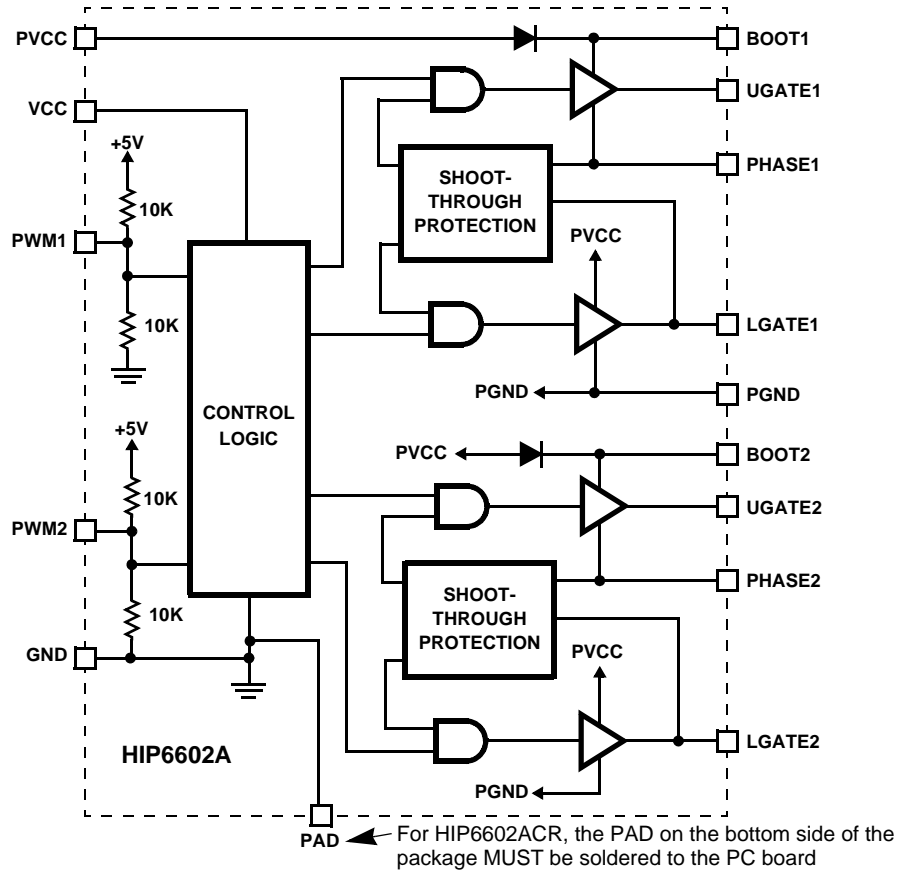 PVCC
BOOT1
UGATE1
VCC
+5V
SHOOT-
THROUGH
PROTECTION
PHASE1
10K
PWM1
PVCC
10K
LGATE1
CONTROL
LOGIC
PGND
PGND
+5V
PVCC
BOOT2
10K
UGATE2
PWM2
SHOOT-
THROUGH
PROTECTION
PHASE2
10K
GND
PVCC
HIP6602A
LGATE2
PGND
PAD
For HIP6602ACR, the PAD on the bottom side of the
package MUST be soldered to the PC board